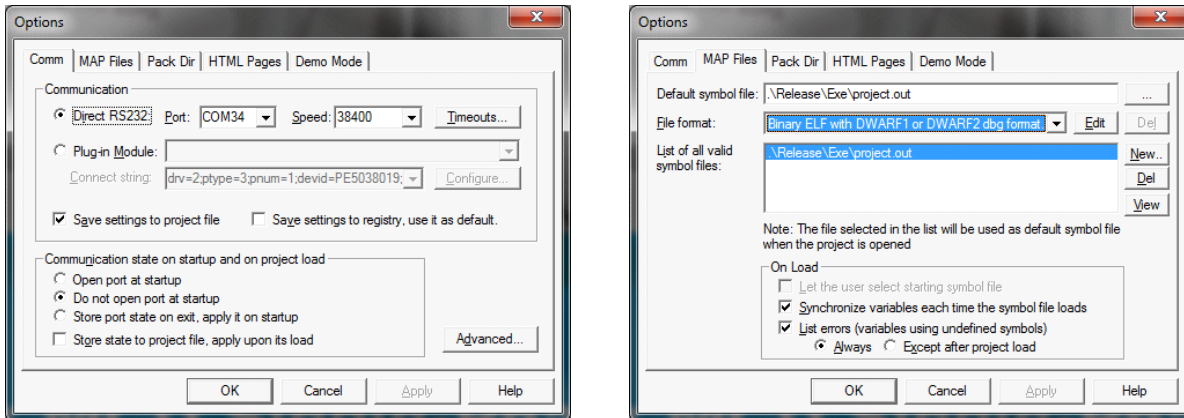 Options
Comm MAP Files Pack Dir HTML Pages Demo Mode
Communication
Direct RS232: Port: COM34 Speed: 38400 Timeouts...
Plug-in Module:
Connect string: drv=2;ptype=3;pnum=1;devid=PE5038019; Configure...
Save settings to project file Save settings to registry, use it as default.
Communication state on startup and on project load
Open port at startup
Do not open port at startup
Store port state on exit, apply it on startup
Store state to project file, apply upon its load Advanced...
OK Cancel Apply Help
Options
Comm MAP Files Pack Dir HTML Pages Demo Mode
Default symbol file: .\Release\Exe\project.out ...
File format: Binary ELF with DWARF1 or DWARF2 dbg format Edit Del
List of all valid symbol files: .\Release\Exe\project.out New..
Del
View
Note: The file selected in the list will be used as default symbol file
when the project is opened
On Load
Let the user select starting symbol file
Synchronize variables each time the symbol file loads
List errors (variables using undefined symbols)
Always Except after project load
OK Cancel Apply Help